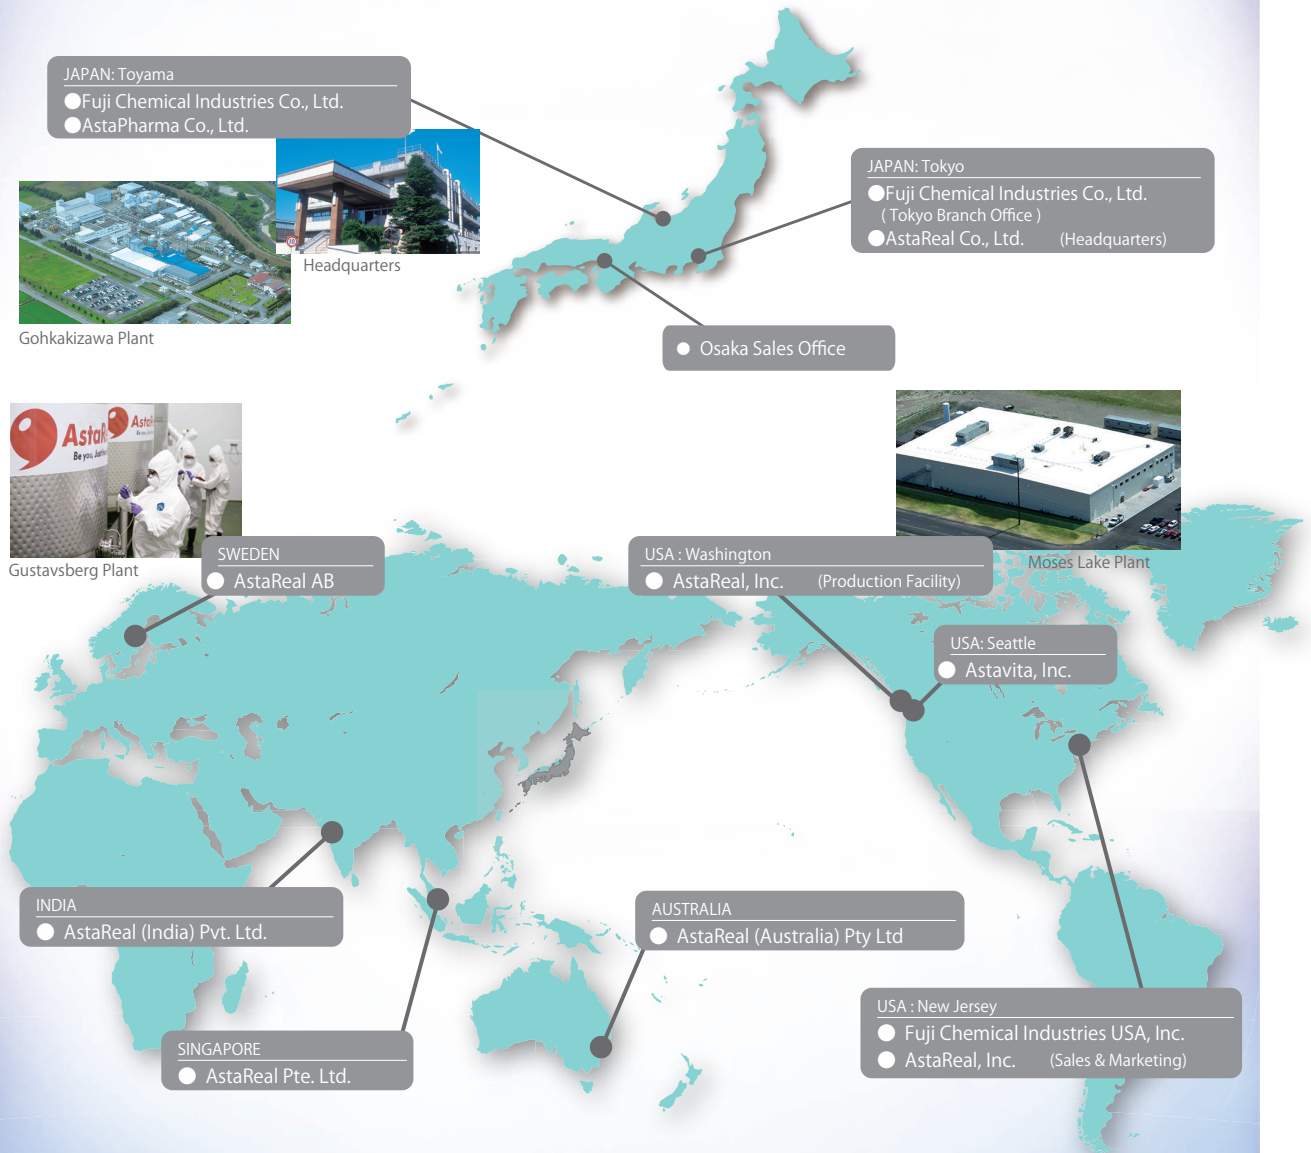 JAPAN: Toyama
●Fuji Chemical Industries Co., Ltd.
●AstaPharma Co., Ltd.
Headquarters
Gohkakizawa Plant
JAPAN: Tokyo
●Fuji Chemical Industries Co., Ltd.
( Tokyo Branch Office )
●AstaReal Co., Ltd. (Headquarters)
● Osaka Sales Office
Gustavsberg Plant
SWEDEN
● AstaReal AB
USA : Washington
● AstaReal, Inc. (Production Facility)
Moses Lake Plant
USA: Seattle
● Astavita, Inc.
INDIA
● AstaReal (India) Pvt. Ltd.
AUSTRALIA
● AstaReal (Australia) Pty Ltd
SINGAPORE
● AstaReal Pte. Ltd.
USA : New Jersey
● Fuji Chemical Industries USA, Inc.
● AstaReal, Inc. (Sales & Marketing)